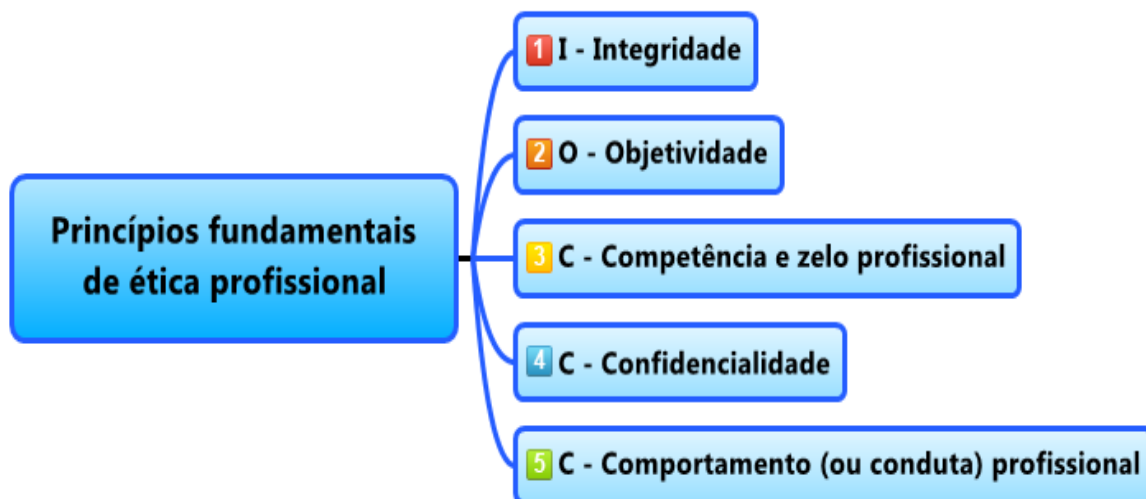 Princípios fundamentais
de ética profissional
1 I - Integridade
2 O - Objetividade
3 C - Competência e zelo profissional
4 C - Confidencialidade
5 C - Comportamento (ou conduta) profissional